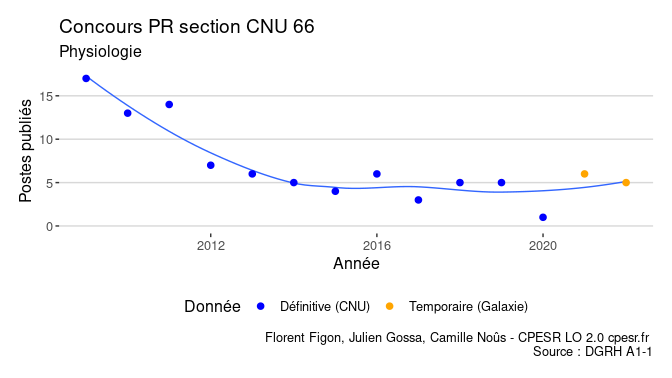 Concours PR section CNU 66
Physiologie
Postes publiés
15
10
5
0
2012
2016
2020
Année
Donnée
Définitive (CNU)
Temporaire (Galaxie)
Florent Figon, Julien Gossa, Camille Noûs - CPESR LO 2.0 cpesr.fr
Source : DGRH A1-1